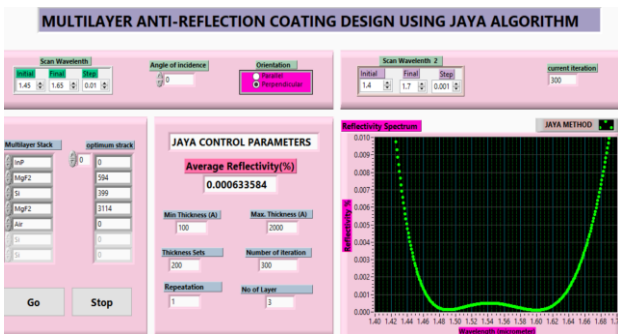 MULTILAYER ANTI-REFLECTION COATING DESIGN USING JAYA ALGORITHM
Scan Wavelenth
Initial Final Step
1.45 1.65 0.01
Angle of incidence
0
Orientation
Parallel
Perpendicular
Scan Wavelenth 2
Initial Final Step
1.4 1.7 0.001
current iteration
300
Multilayer Stack optimum strack
InP 0 0
MgF2 594
Si 399
MgF2 3114
Air 0
Si 0
Si 0
Go Stop
JAYA CONTROL PARAMETERS
Average Reflectivity(%)
0.000633584
Min Thickness (A) Max. Thickness (A)
100 2000
Thickness Sets Number of iteration
200 300
Repeatation No of Layer
1 3
Reflectivity Spectrum JAYA METHOD
Reflectivity %
0.010
0.009
0.008
0.007
0.006
0.005
0.004
0.003
0.002
0.001
0.000
1.40 1.42 1.44 1.46 1.48 1.50 1.52 1.54 1.56 1.58 1.60 1.62 1.64 1.66 1.68
Wavelength (micrometer)